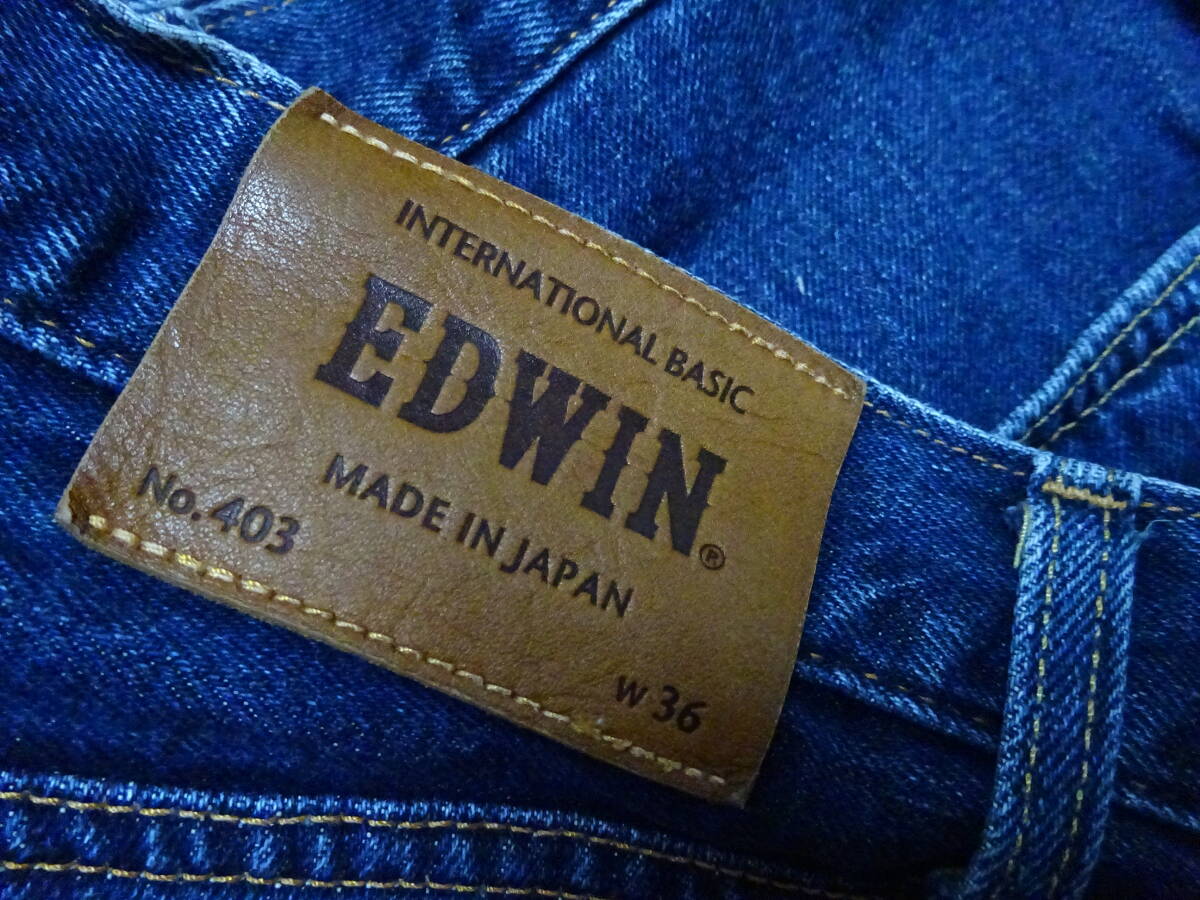 INTERNATIONAL BASIC
EDWIN®
MADE IN JAPAN
No. 403
W 36